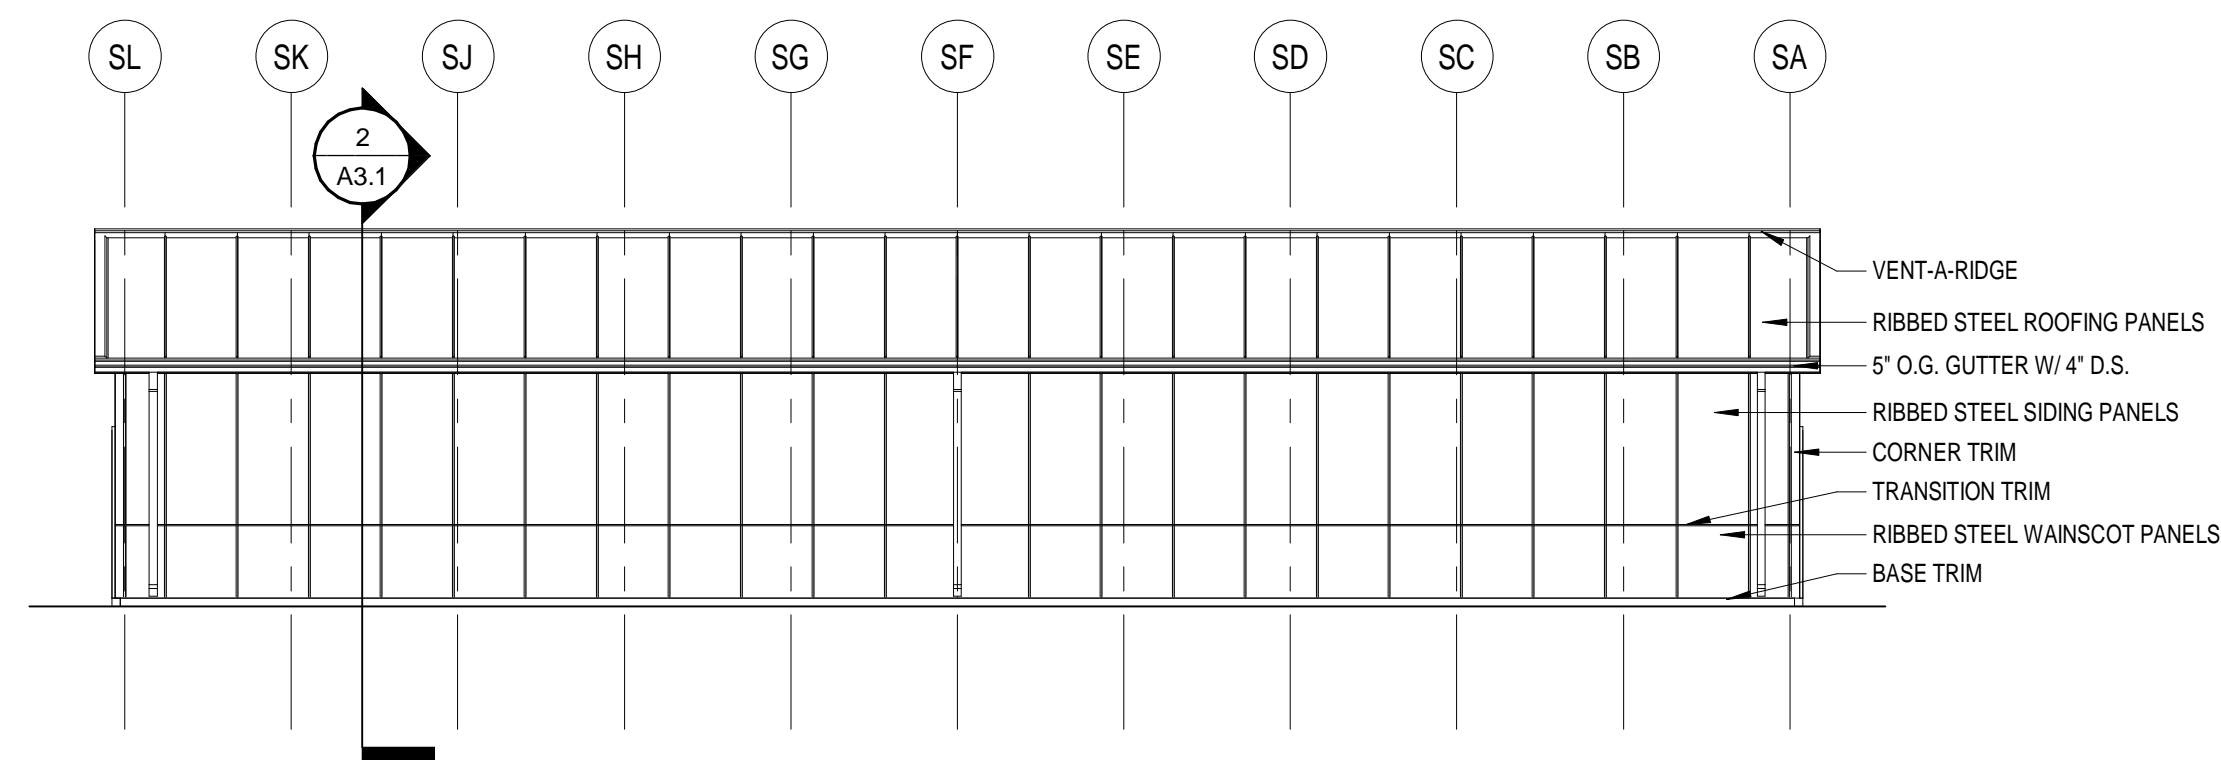 SL SK SJ SH SG SF SE SD SC SB SA
2
A3.1
VENT-A-RIDGE
RIBBED STEEL ROOFING PANELS
5" O.G. GUTTER W/ 4" D.S.
RIBBED STEEL SIDING PANELS
CORNER TRIM
TRANSITION TRIM
RIBBED STEEL WAINSCOT PANELS
BASE TRIM